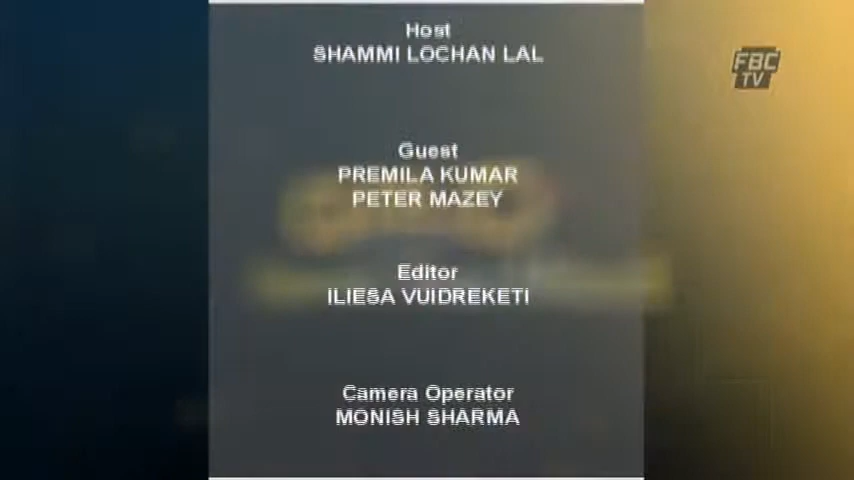 Host
SHAMMI LOCHAN LAL
FBC
TV
Guest
PREMILA KUMAR
PETER MAZEY
Editor
ILIESA VUIDREKETI
Camera Operator
MONISH SHARMA